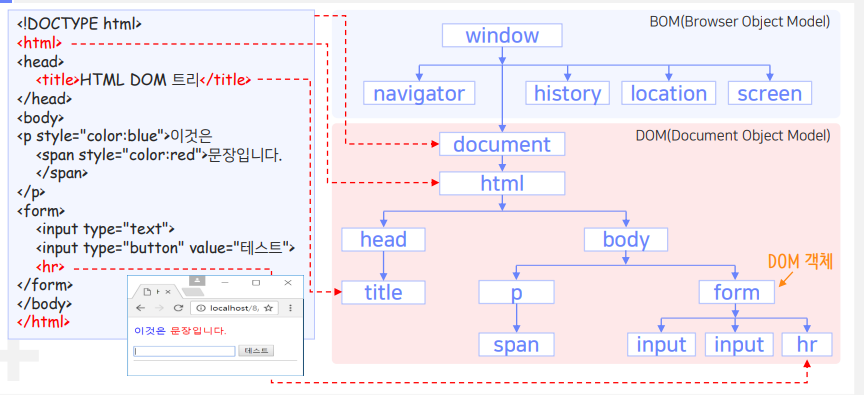 <!DOCTYPE html>
<html>
<head>
<title>HTML DOM 트리</title>
</head>
<body>
<p style="color:blue">이것은
<span style="color:red">문장입니다.
</span>
</p>
<form>
<input type="text">
<input type="button" value="테스트">
<hr>
</form>
</body>
</html>
localhost/8,
이것은 문장입니다.
테스트
BOM(Browser Object Model)
window
navigator
history
location
screen
DOM(Document Object Model)
document
html
head
body
DOM 객체
title
p
form
span
input
input
hr